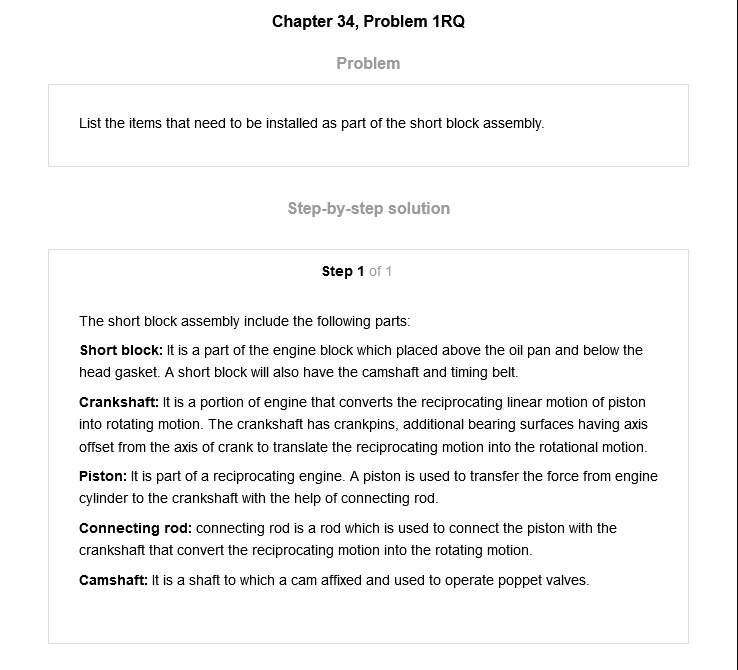 Chapter 34, Problem 1RQ
Problem
List the items that need to be installed as part of the short block assembly.
Step-by-step solution
Step 1 of 1
The short block assembly include the following parts:
Short block: It is a part of the engine block which placed above the oil pan and below the
head gasket. A short block will also have the camshaft and timing belt.
Crankshaft: It is a portion of engine that converts the reciprocating linear motion of piston
into rotating motion. The crankshaft has crankpins, additional bearing surfaces having axis
offset from the axis of crank to translate the reciprocating motion into the rotational motion.
Piston: It is part of a reciprocating engine. A piston is used to transfer the force from engine
cylinder to the crankshaft with the help of connecting rod.
Connecting rod: connecting rod is a rod which is used to connect the piston with the
crankshaft that convert the reciprocating motion into the rotating motion.
Camshaft: It is a shaft to which a cam affixed and used to operate poppet valves.